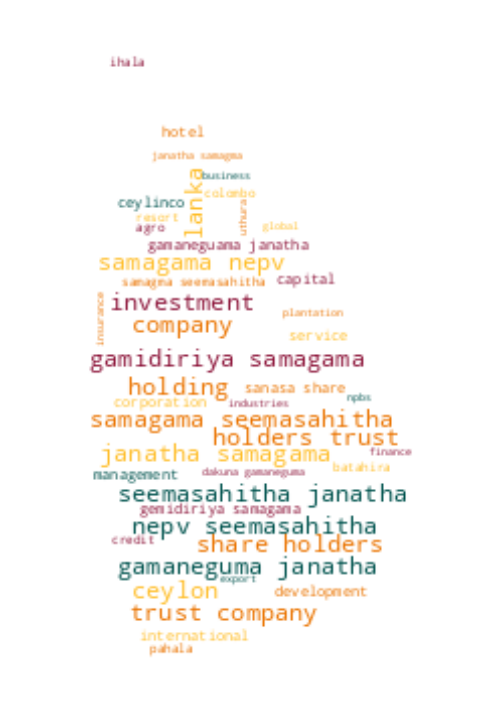 ihala
hotel
janatha samagma
business
lanka
colombo
ceylinco
uthura
resort
agro
global
gamaneguama janatha
samagama nepv
samagma seemasahitha
capital
insurance
investment
plantation
company
service
gamidiriya samagama
holding
sanasa share
npbs
corporation
industries
samagama seemasahitha
holders trust
janatha samagama
finance
batahira
management
dakuna gamaneguma
seemasahitha janatha
gemidiriya samagama
nepv seemasahitha
credit
share holders
gamaneguma janatha
export
ceylon
development
trust company
international
pahala